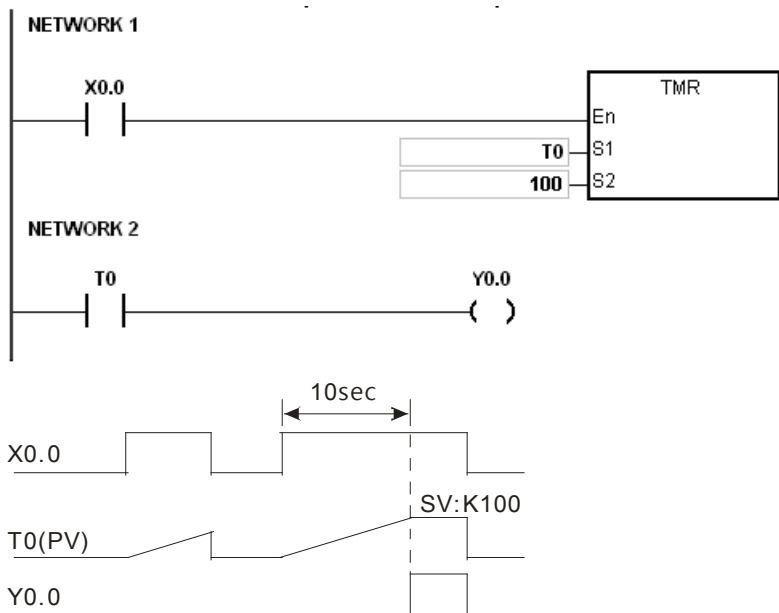 NETWORK 1
X0.0
TMR
En
T0 S1
100 S2
NETWORK 2
T0 Y0.0
10sec
X0.0
SV:K100
T0(PV)
Y0.0